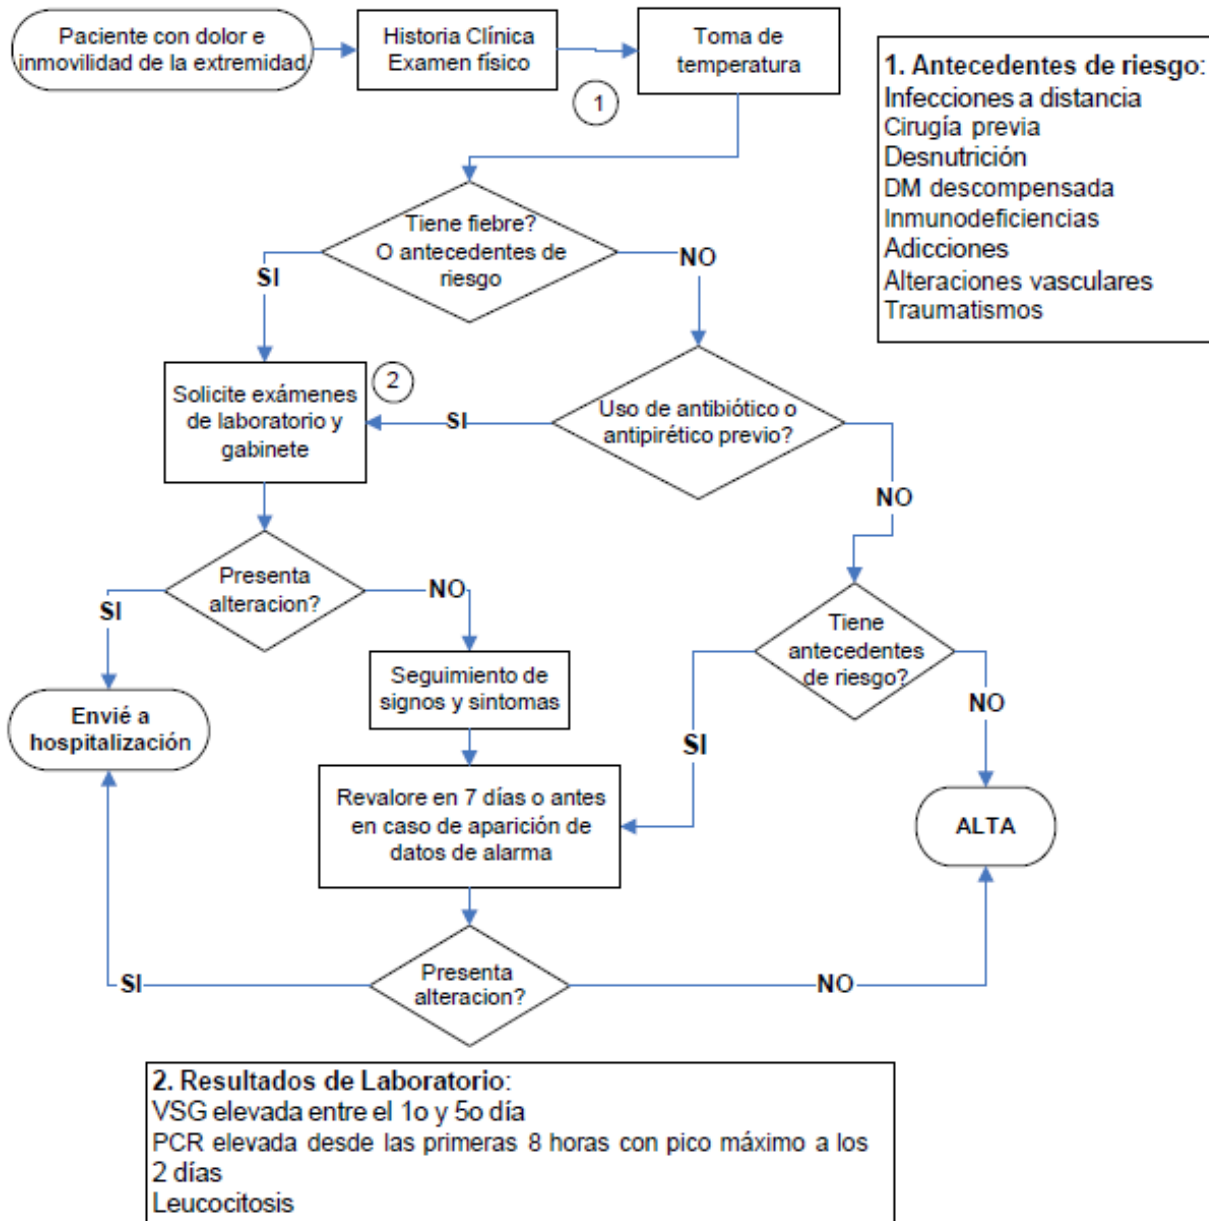 Paciente con dolor e
inmovilidad de la extremidad
Historia Clínica
Examen físico
Toma de
temperatura
1
1. Antecedentes de riesgo:
Infecciones a distancia
Cirugía previa
Desnutrición
DM descompensada
Inmunodeficiencias
Adicciones
Alteraciones vasculares
Traumatismos
Tiene fiebre?
O antecedentes de
riesgo
SI
NO
Solicite exámenes
de laboratorio y
gabinete
2
SI
Uso de antibiótico o
antipirético previo?
NO
Presenta
alteracion?
SI
NO
Tiene
antecedentes
de riesgo?
Seguimiento de
signos y sintomas
Envié a
hospitalización
SI
NO
Revalore en 7 días o antes
en caso de aparición de
datos de alarma
ALTA
Presenta
alteracion?
SI
NO
2. Resultados de Laboratorio:
VSG elevada entre el 1o y 5o día
PCR elevada desde las primeras 8 horas con pico máximo a los
2 días
Leucocitosis